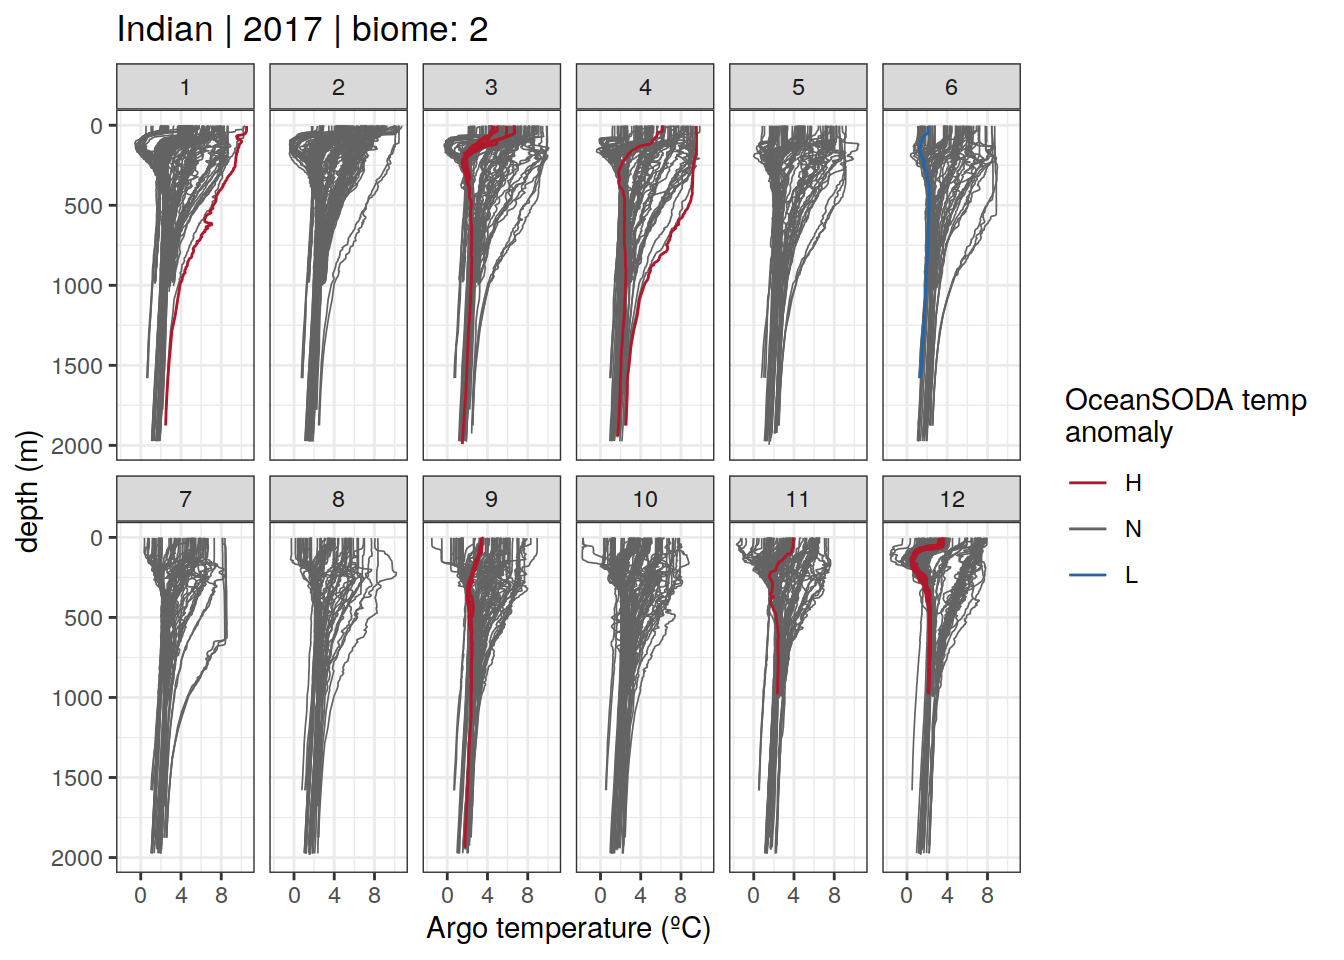 Indian | 2017 | biome: 2
1 2 3 4 5 6
0
500
1000
1500
2000
7 8 9 10 11 12
0
500
1000
1500
2000
0 4 8 0 4 8 0 4 8 0 4 8 0 4 8 0 4 8
Argo temperature (ºC)
depth (m)
OceanSODA temp
anomaly
H
N
L